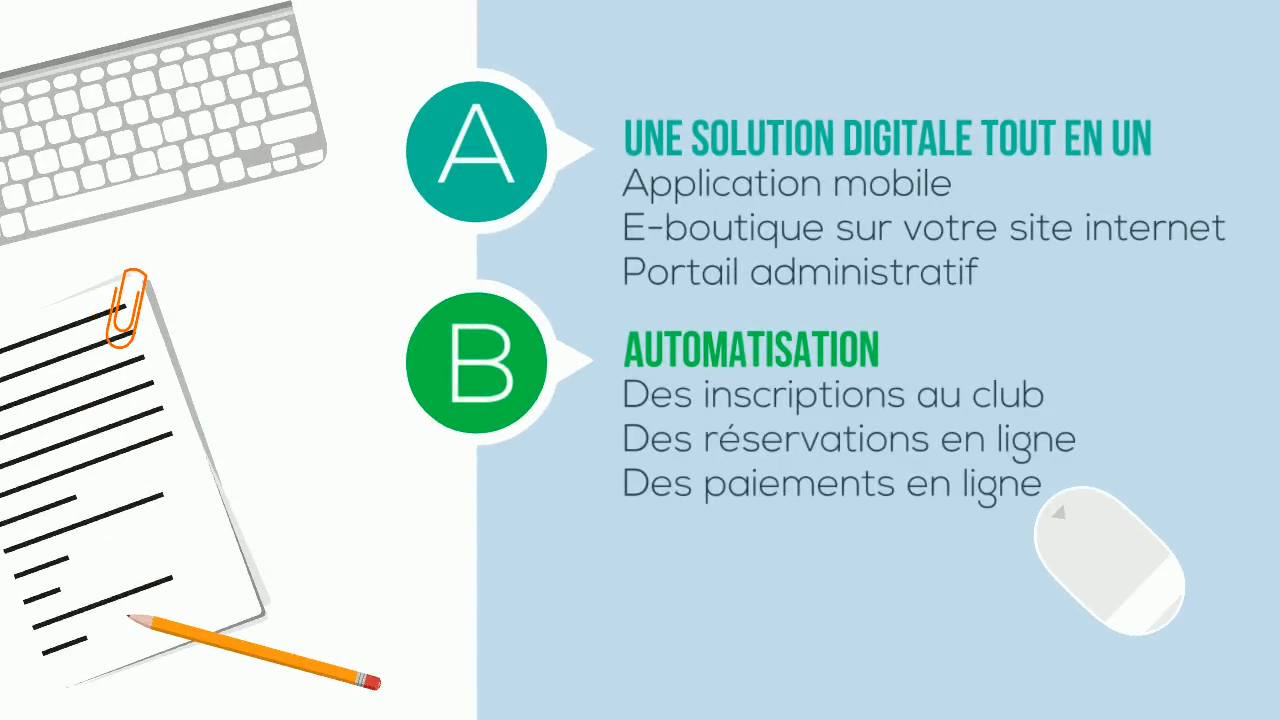 A
UNE SOLUTION DIGITALE TOUT EN UN
Application mobile
E-boutique sur votre site internet
Portail administratif
B
AUTOMATISATION
Des inscriptions au club
Des réservations en ligne
Des paiements en ligne